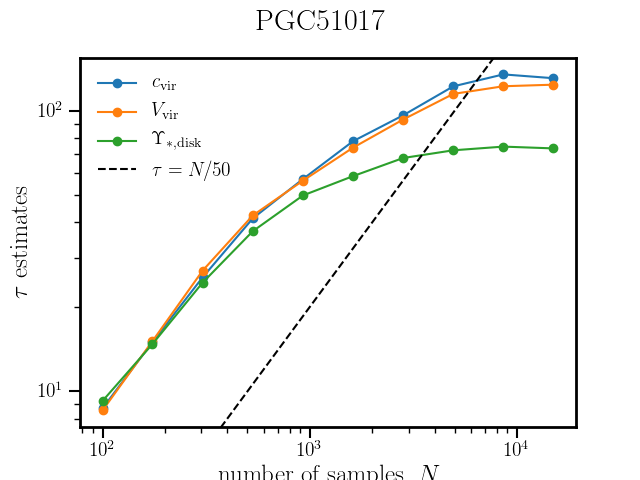 PGC51017
c_vir
V_vir
Υ_{*,disk}
τ = N/50
τ estimates
10^2
10^1
10^2 10^3 10^4
number of samples, N